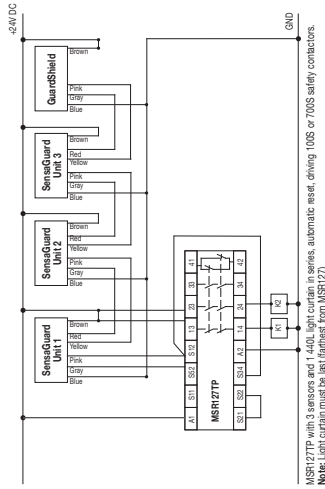 +24V DC
GuardShield
Brown
Pink
Gray
Blue
SensaGuard
Unit 3
Brown
Red
Yellow
Pink
Gray
Blue
SensaGuard
Unit 2
Brown
Red
Yellow
Pink
Gray
Blue
SensaGuard
Unit 1
Brown
Red
Yellow
Pink
Gray
Blue
A1 S11 S52 S12 13 23 33 41
MSR127TP
S21 S22 S34 A2 14 24 34 42
K1 K2
GND
MSR127TP with 3 sensors and 1 440L light curtain in series, automatic reset, driving 100S or 700S safety contactors.
Note: Light curtain must be last (farthest from MSR127)